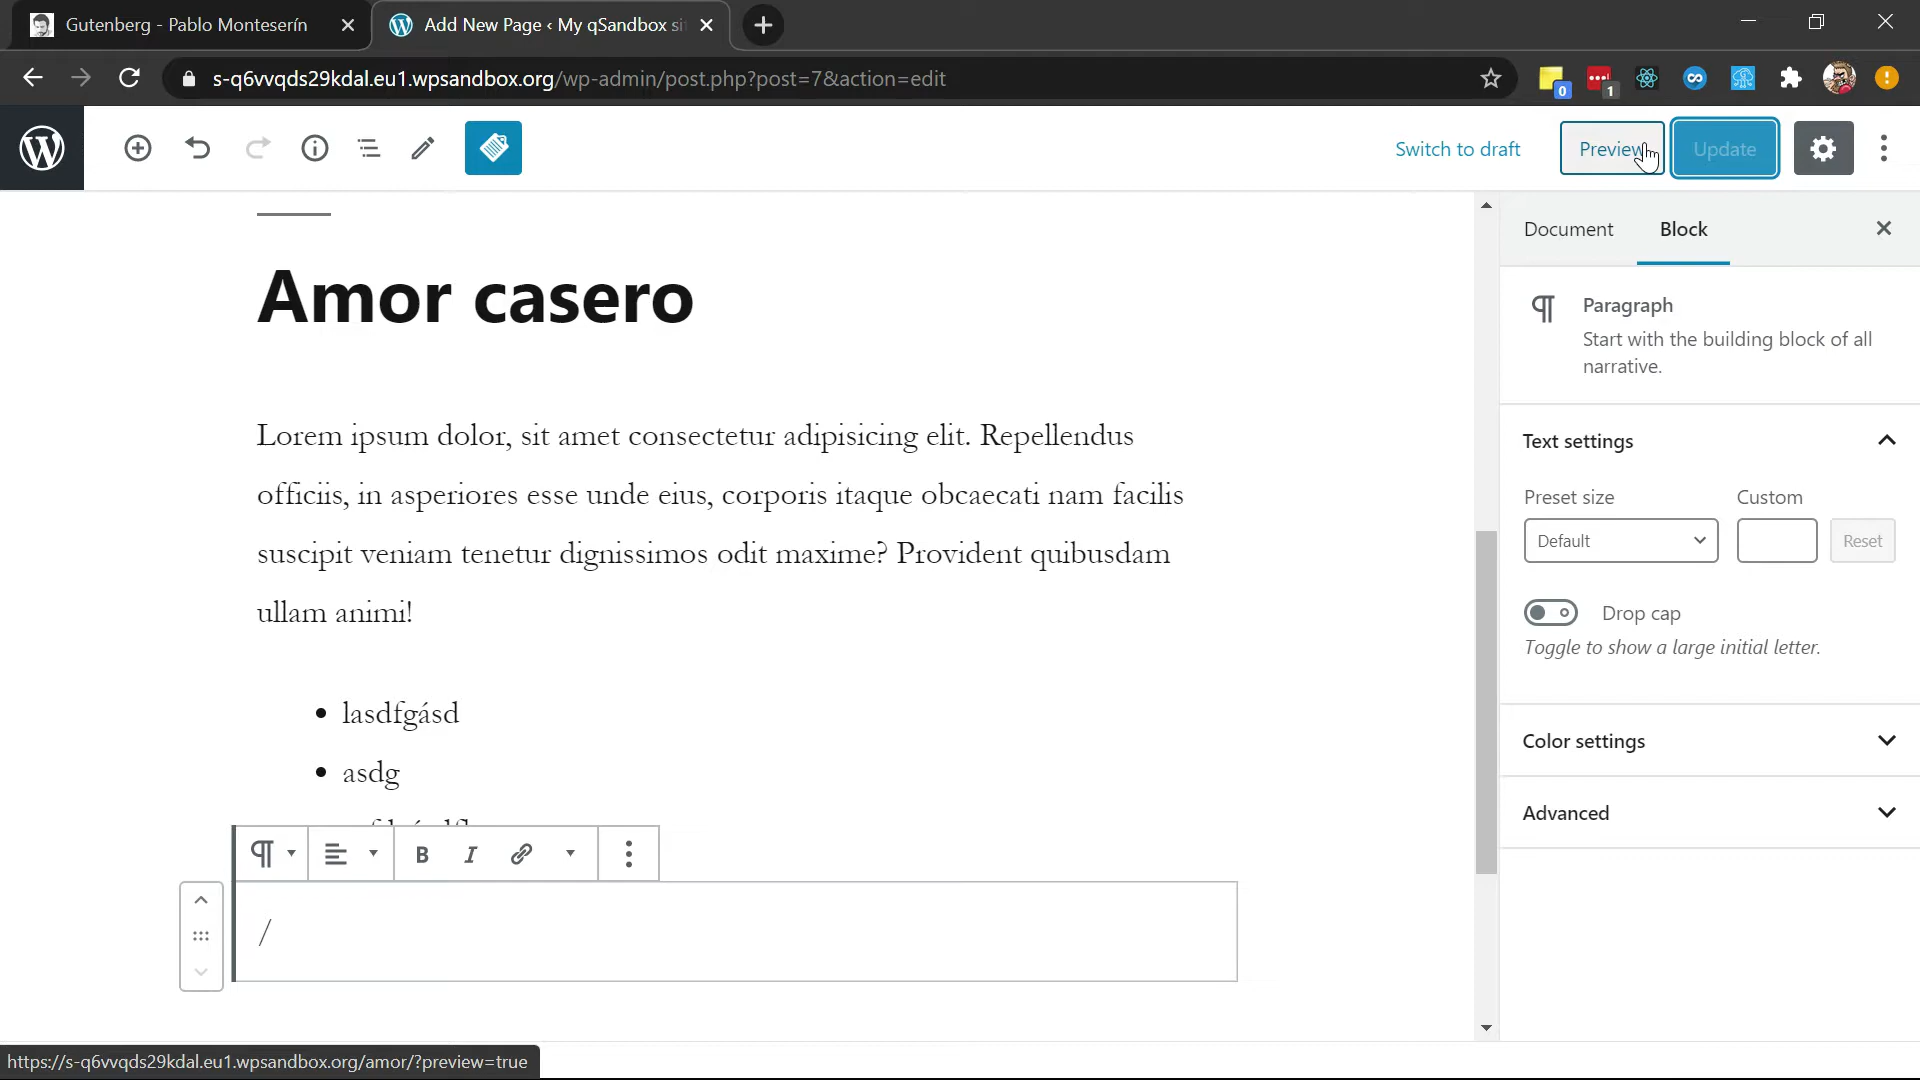 Gutenberg - Pablo Monteserín
Add New Page ‹ My qSandbox si
s-q6vvqds29kdal.eu1.wpsandbox.org/wp-admin/post.php?post=7&action=edit
0
1
Switch to draft
Preview
Update
Document
Block
Amor casero
Paragraph
Start with the building block of all
narrative.
Lorem ipsum dolor, sit amet consectetur adipisicing elit. Repellendus
officiis, in asperiores esse unde eius, corporis itaque obcaecati nam facilis
suscipit veniam tenetur dignissimos odit maxime? Provident quibusdam
ullam animi!
Text settings
Preset size
Custom
Default
Reset
Drop cap
Toggle to show a large initial letter.
• lasdfgásd
• asdg
Color settings
Advanced
B I
/
https://s-q6vvqds29kdal.eu1.wpsandbox.org/amor/?preview=true